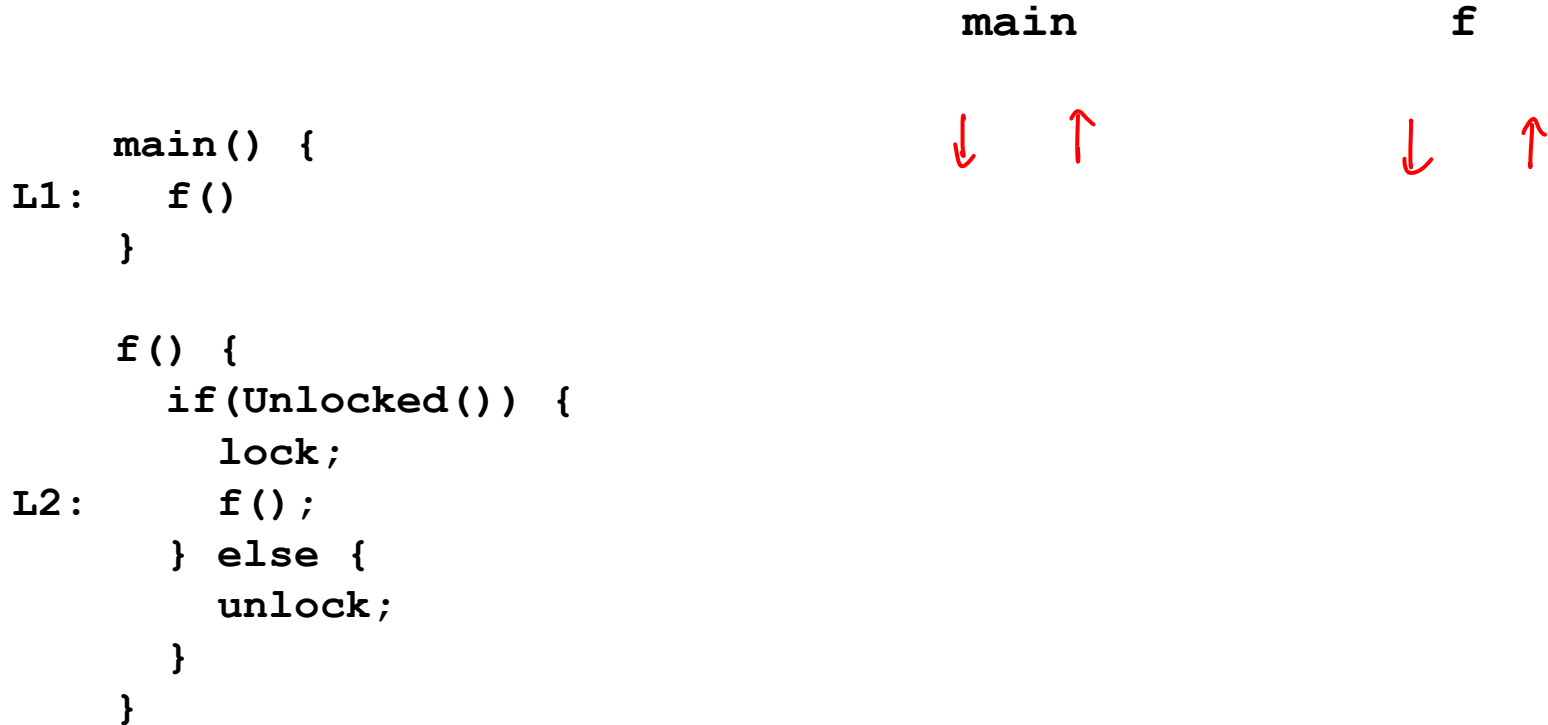 main f
main() {
L1: f()
}
f() {
if(Unlocked()) {
lock;
L2: f();
} else {
unlock;
}
}